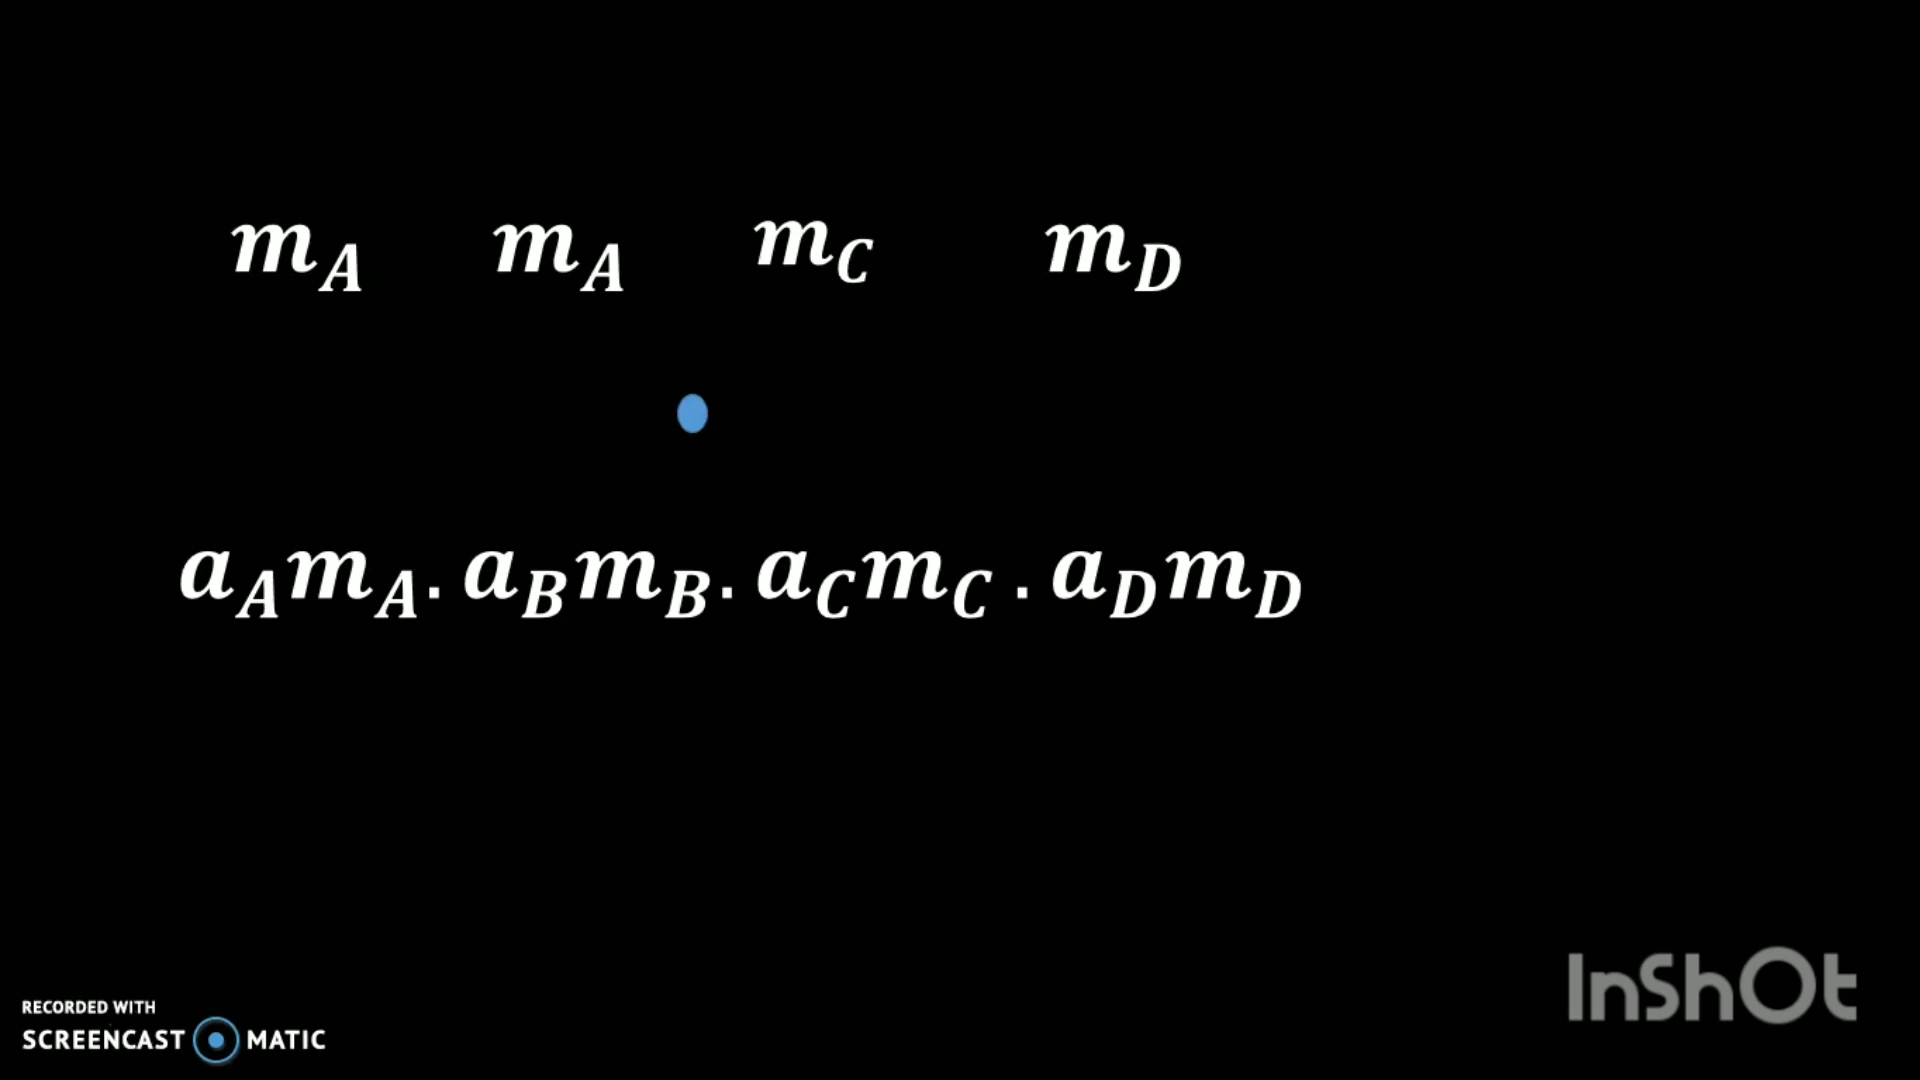 m_A m_A m_C m_D
a_A m_A . a_B m_B . a_C m_C . a_D m_D
RECORDED WITH
SCREENCAST MATIC
InShOt